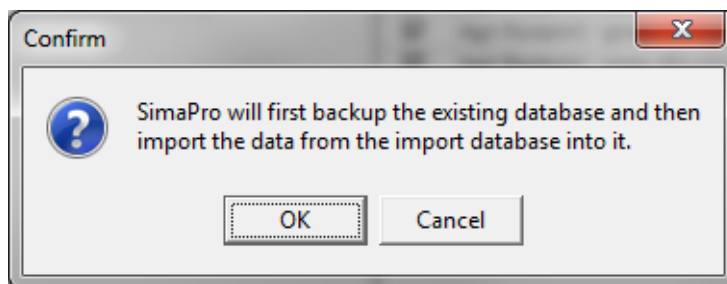 Confirm
SimaPro will first backup the existing database and then
import the data from the import database into it.
OK
Cancel